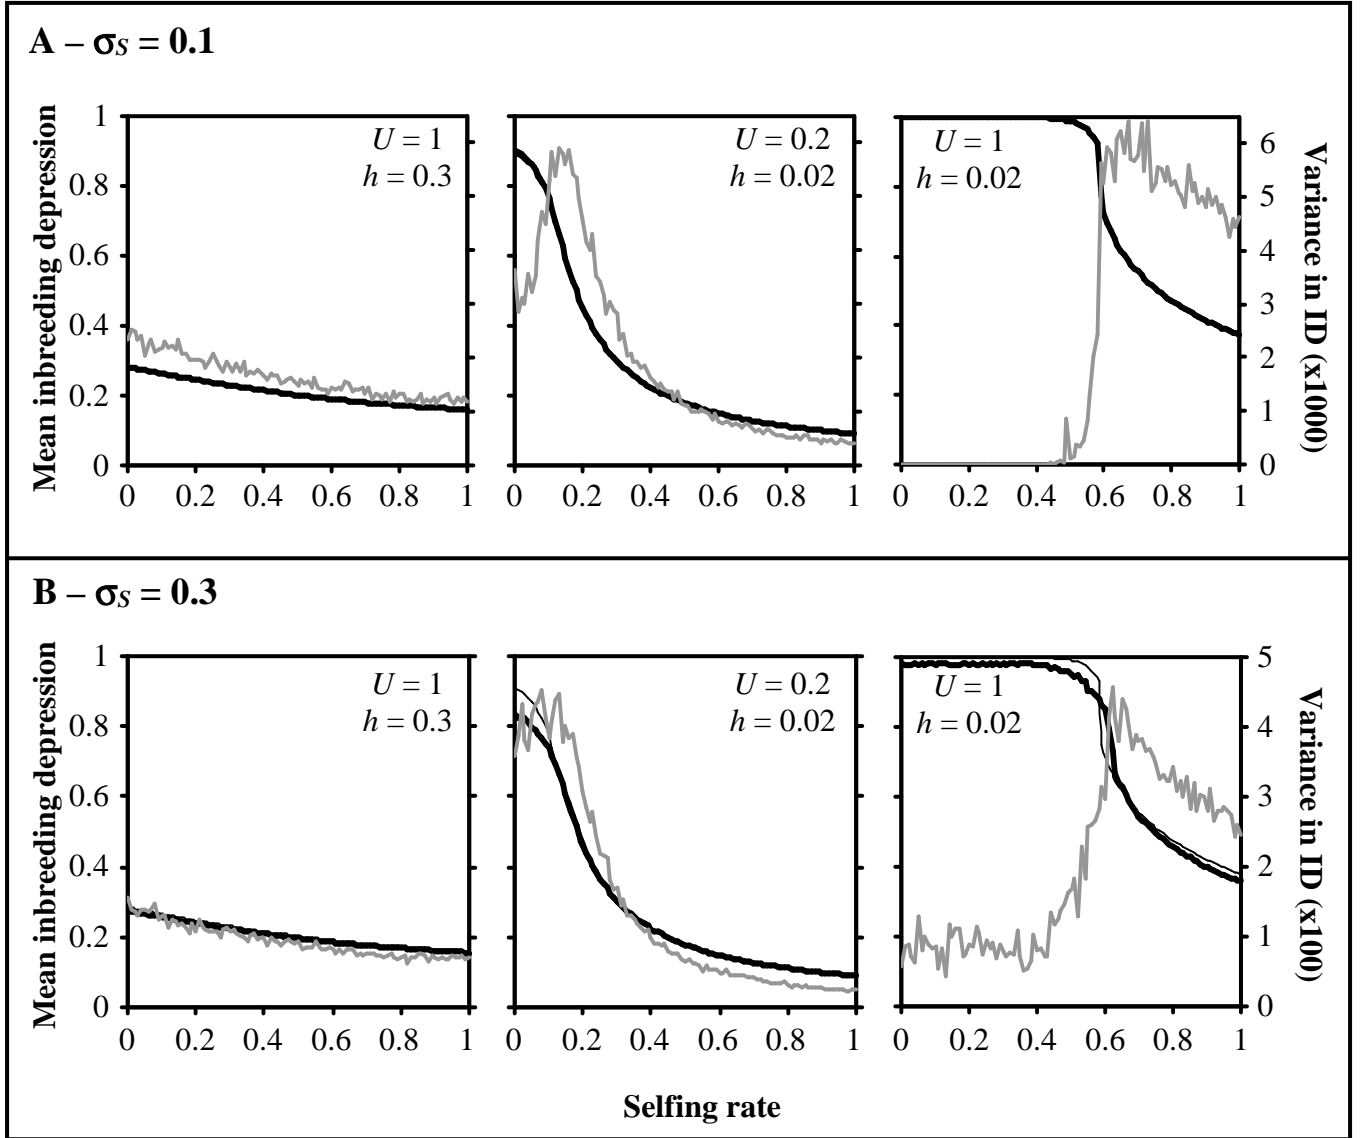 A – σS = 0.1
Mean inbreeding depression
1
0.8
0.6
0.4
0.2
0
U = 1
h = 0.3
0 0.2 0.4 0.6 0.8 1
U = 0.2
h = 0.02
0 0.2 0.4 0.6 0.8 1
U = 1
h = 0.02
0 0.2 0.4 0.6 0.8 1
6
5
4
3
2
1
0
Variance in ID (x1000)
B – σS = 0.3
Mean inbreeding depression
1
0.8
0.6
0.4
0.2
0
U = 1
h = 0.3
0 0.2 0.4 0.6 0.8 1
U = 0.2
h = 0.02
0 0.2 0.4 0.6 0.8 1
U = 1
h = 0.02
0 0.2 0.4 0.6 0.8 1
5
4
3
2
1
0
Variance in ID (x100)
Selfing rate